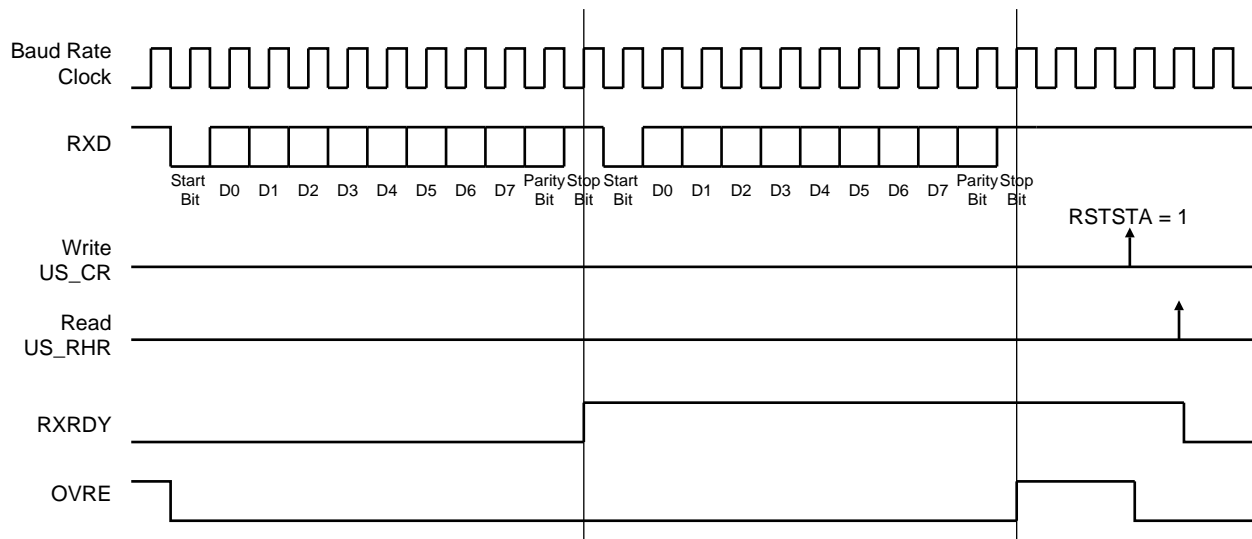 Baud Rate
Clock
RXD
Start
Bit
D0
D1
D2
D3
D4
D5
D6
D7
Parity
Bit
Stop
Bit
Start
Bit
D0
D1
D2
D3
D4
D5
D6
D7
Parity
Bit
Stop
Bit
RSTSTA = 1
Write
US_CR
Read
US_RHR
RXRDY
OVRE